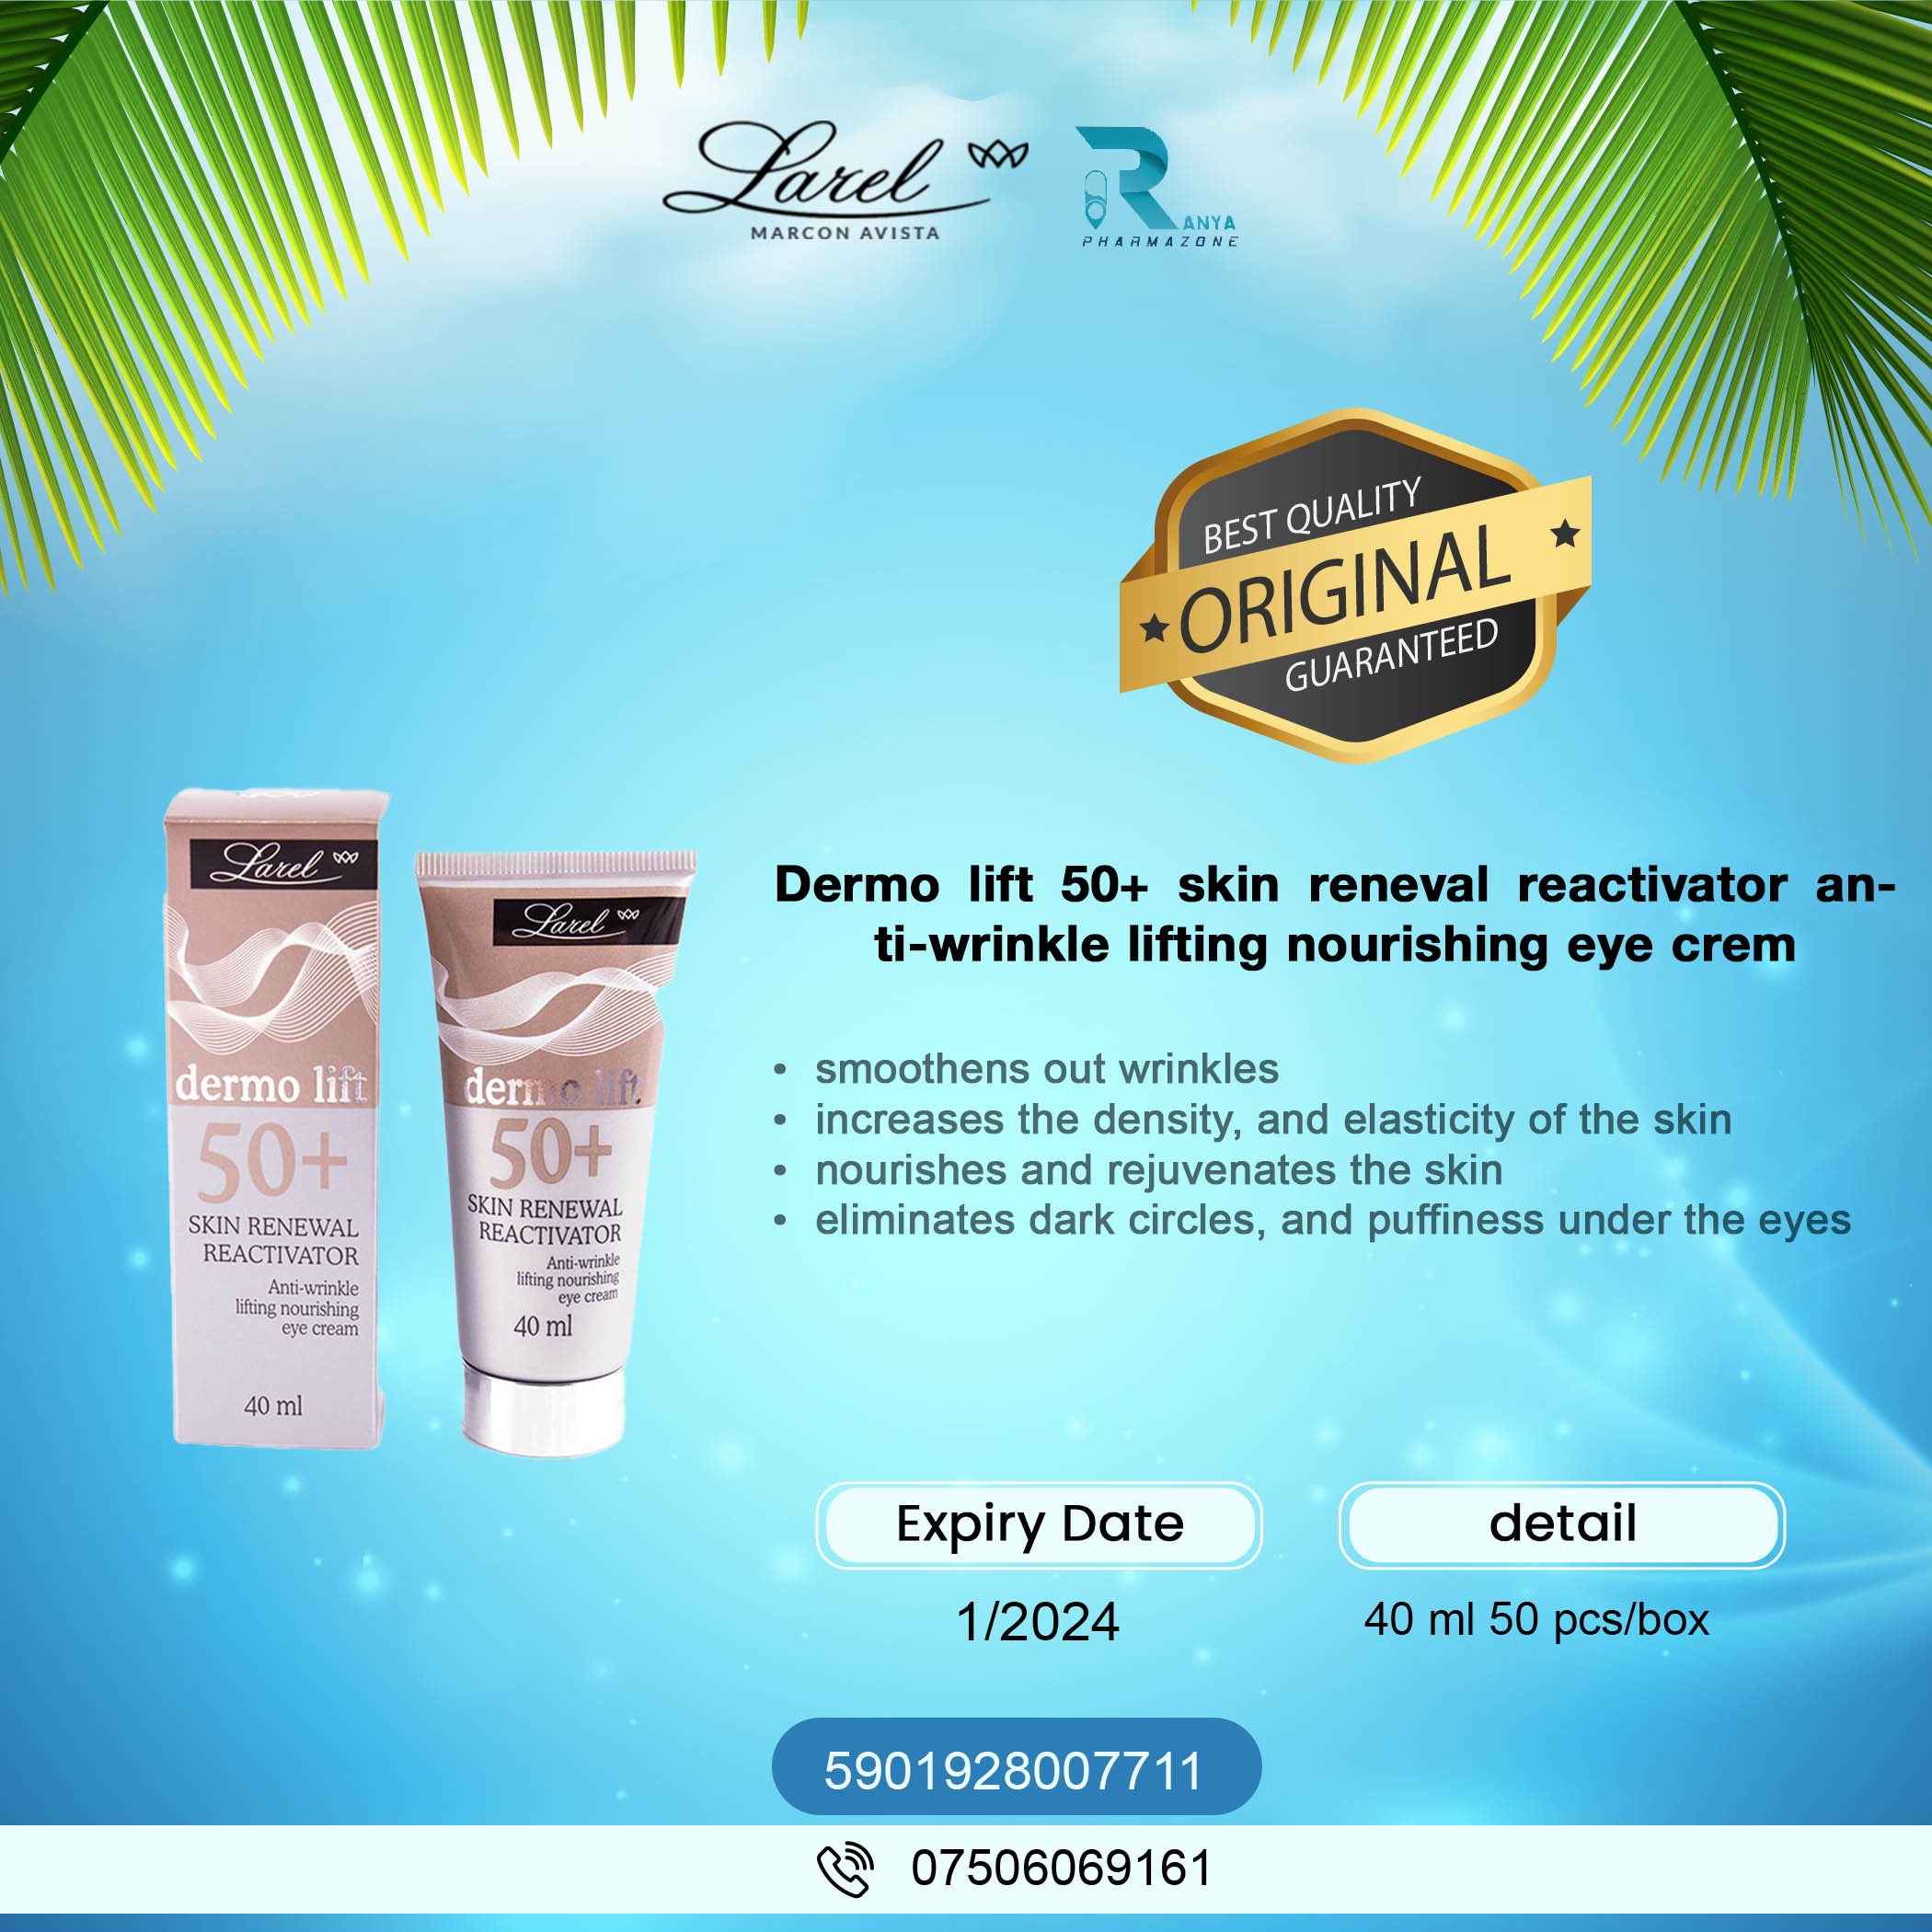 Larel
MARCON AVISTA
RANYA
PHARMAZONE
BEST QUALITY
ORIGINAL
GUARANTEED
Larel
dermo lift
50+
SKIN RENEWAL
REACTIVATOR
Anti-wrinkle
lifting nourishing
eye cream
40 ml
Larel
dermo lift
50+
SKIN RENEWAL
REACTIVATOR
Anti-wrinkle
lifting nourishing
eye cream
40 ml
Dermo lift 50+ skin reneval reactivator an-
ti-wrinkle lifting nourishing eye crem
• smoothens out wrinkles
• increases the density, and elasticity of the skin
• nourishes and rejuvenates the skin
• eliminates dark circles, and puffiness under the eyes
Expiry Date
1/2024
detail
40 ml 50 pcs/box
5901928007711
07506069161